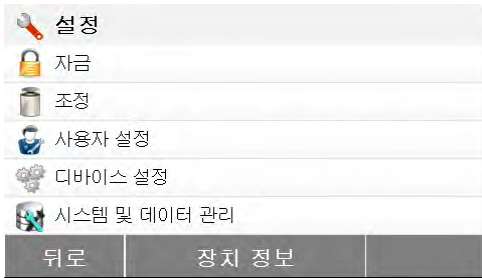 설정
자금
조정
사용자 설정
디바이스 설정
시스템 및 데이터 관리
뒤로
장치 정보